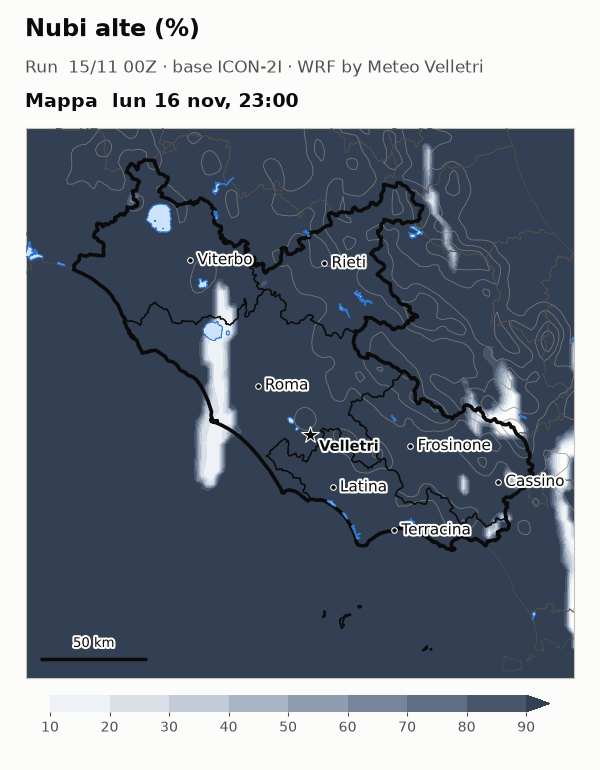 Nubi alte (%)
Run 15/11 00Z · base ICON-2I · WRF by Meteo Velletri
Mappa lun 16 nov, 23:00
Viterbo
Rieti
Roma
Velletri
Frosinone
Cassino
Latina
Terracina
50 km
10 20 30 40 50 60 70 80 90